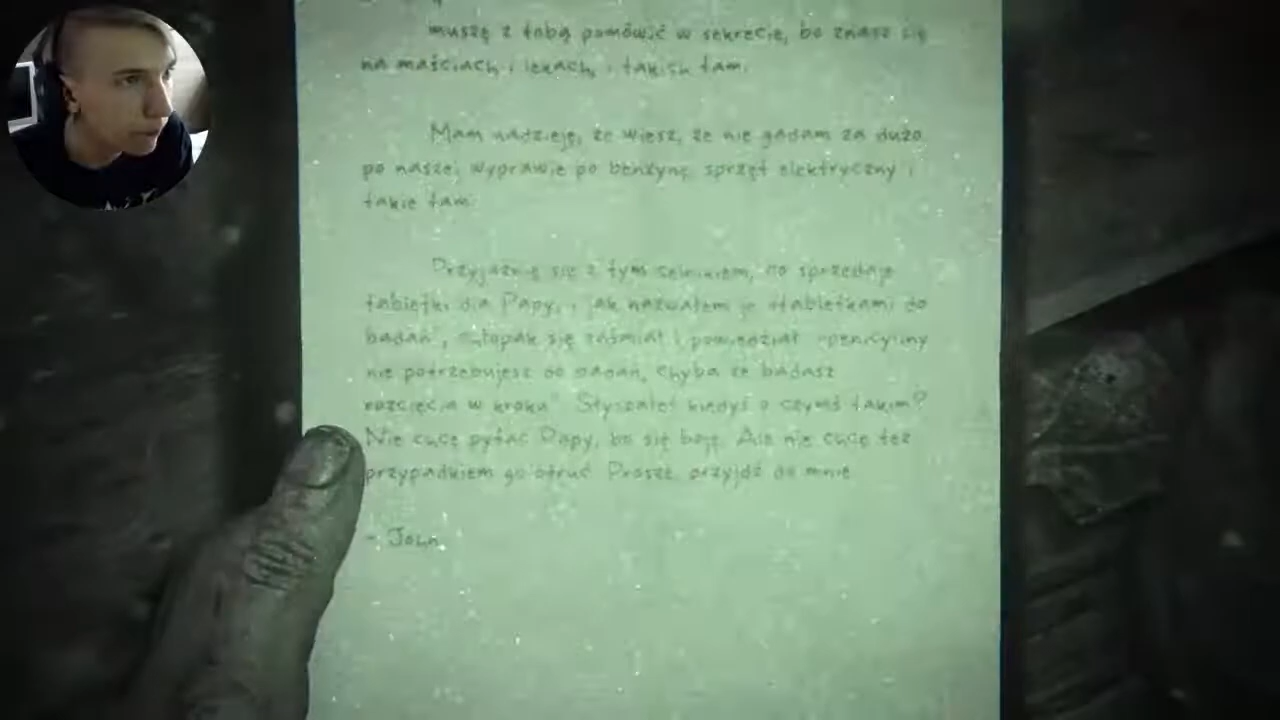 muszę z tobą pomówić w sekrecie, bo znasz się
na maściach i lekach, i takich tam.
Mam nadzieję, że wiesz, że nie gadam za dużo
po naszej wyprawie po benzynę, sprzęt elektryczny i
takie tam.
Przyjaźnię się z tym celnikiem, co sprzedaje
tabletki dla Papy, i jak nazwałem je „tabletkami do
badań”, chłopak się zaśmiał i powiedział „penicyliny
nie potrzebujesz do badań, chyba że badasz
rozcięcia w kroku”. Słyszałeś kiedyś o czymś takim?
Nie chcę pytać Papy, bo się boję. Ale nie chcę też
przypadkiem go otruć. Proszę, przyjdź do mnie.
- John